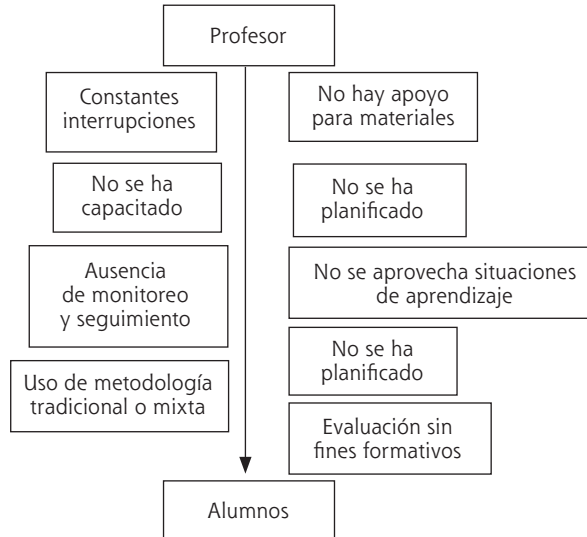 Profesor
Constantes
interrupciones
No hay apoyo
para materiales
No se ha
capacitado
No se ha
planificado
Ausencia
de monitoreo
y seguimiento
No se aprovecha situaciones
de aprendizaje
Uso de metodología
tradicional o mixta
No se ha
planificado
Evaluación sin
fines formativos
Alumnos